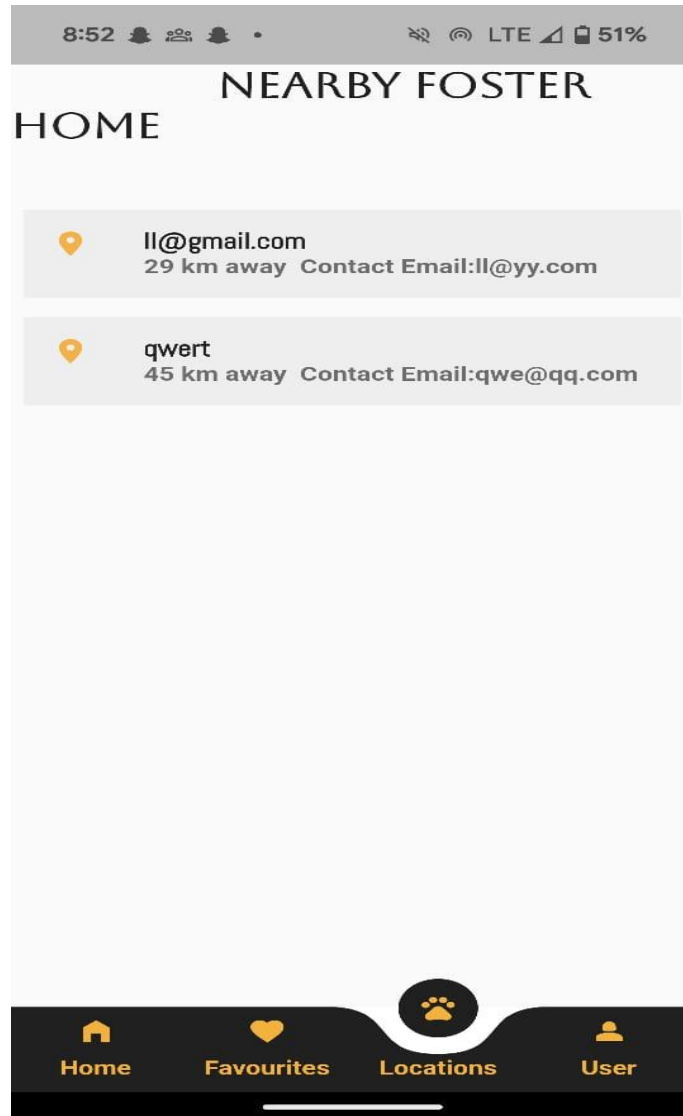 8:52 LTE 51%
NEARBY FOSTER
HOME
ll@gmail.com
29 km away Contact Email:ll@yy.com
qwert
45 km away Contact Email:qwe@qq.com
Home Favourites Locations User